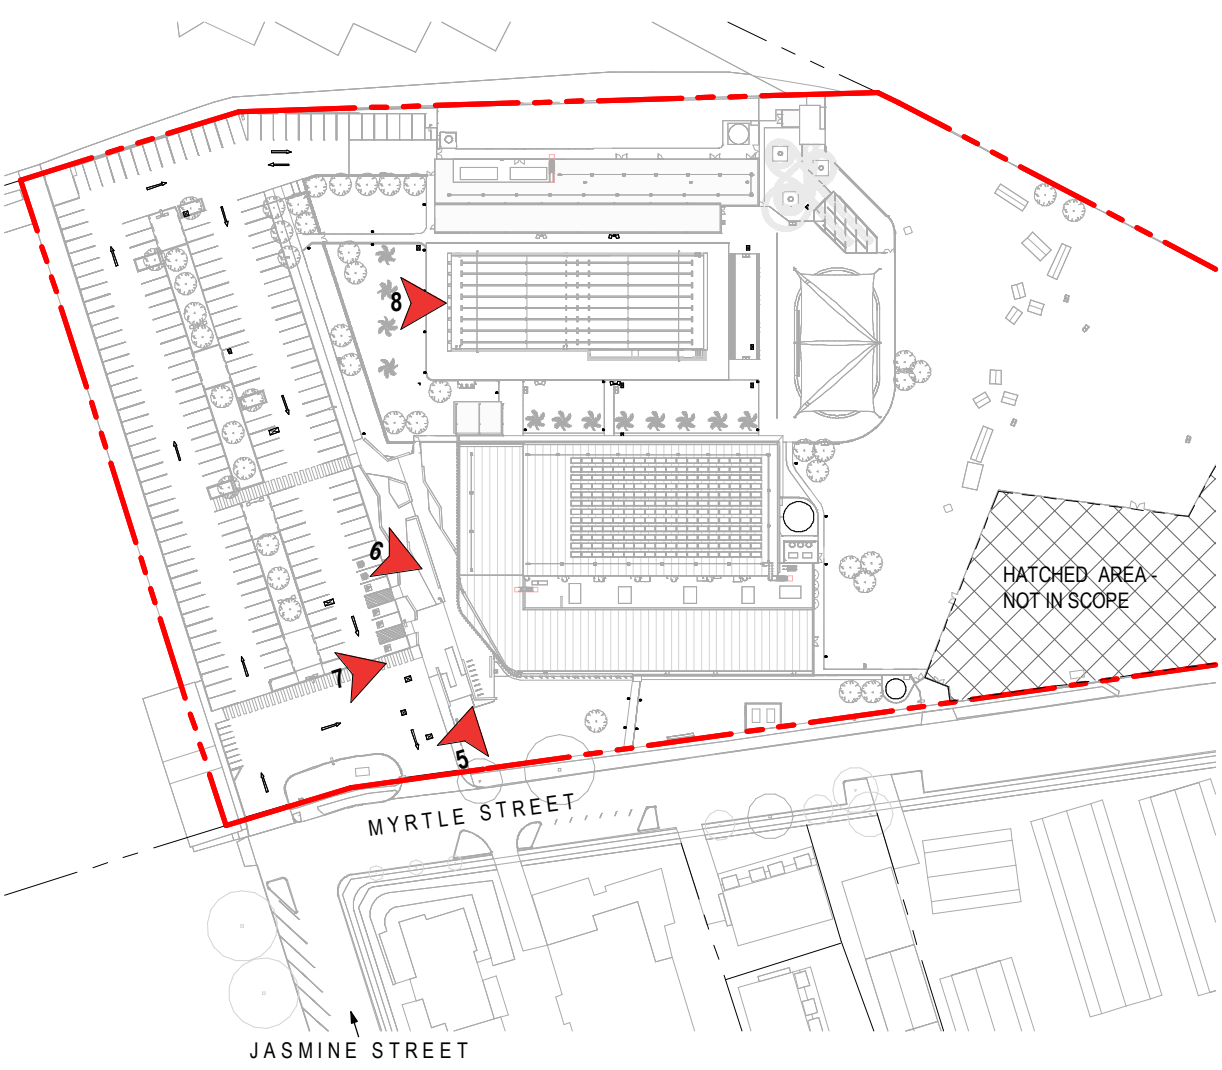 8
6
HATCHED AREA -
NOT IN SCOPE
7
5
MYRTLE STREET
JASMINE STREET